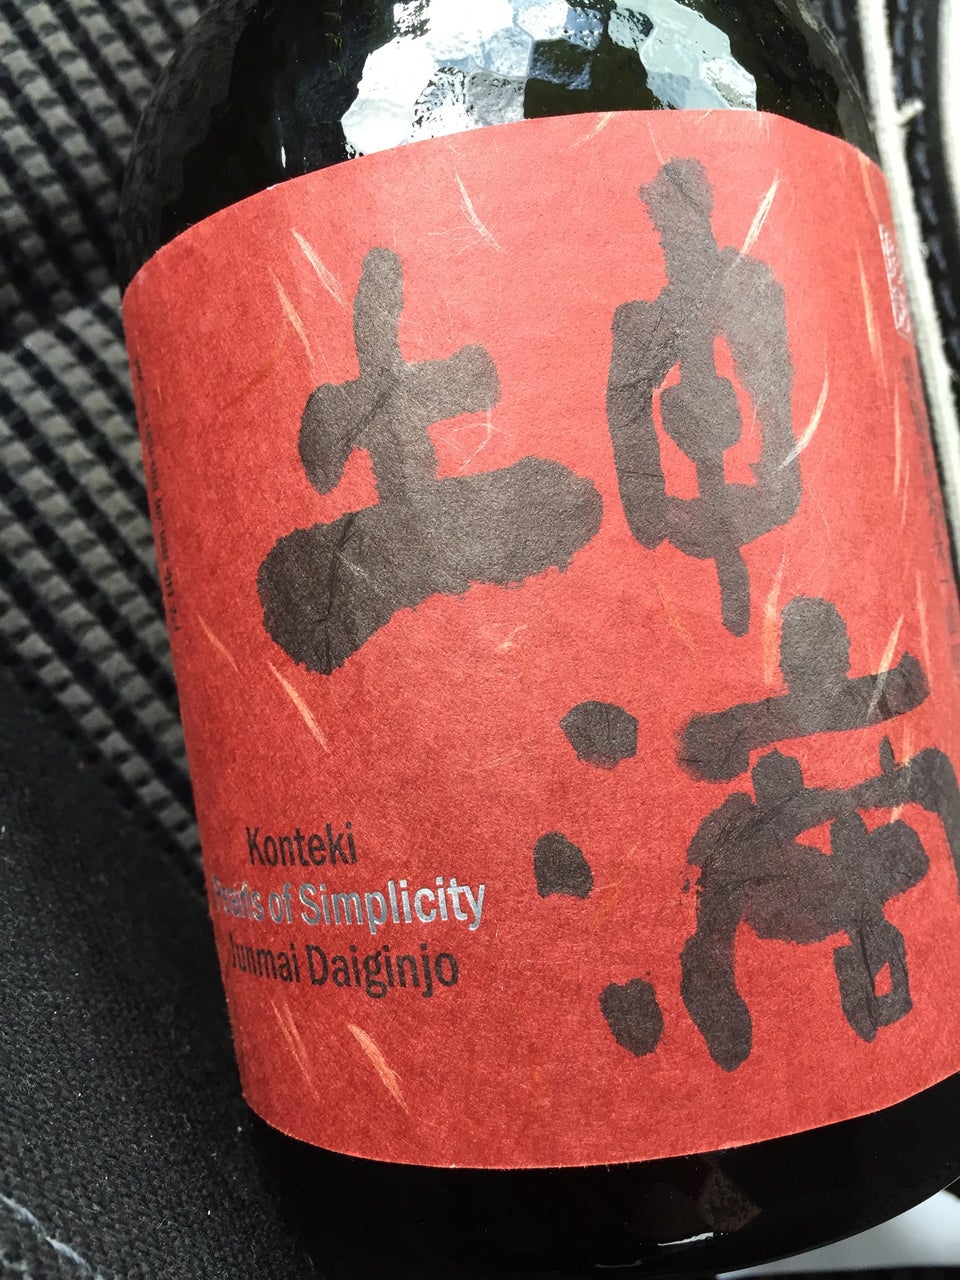 坤
滴
Konteki
Pearls of Simplicity
Junmai Daiginjo